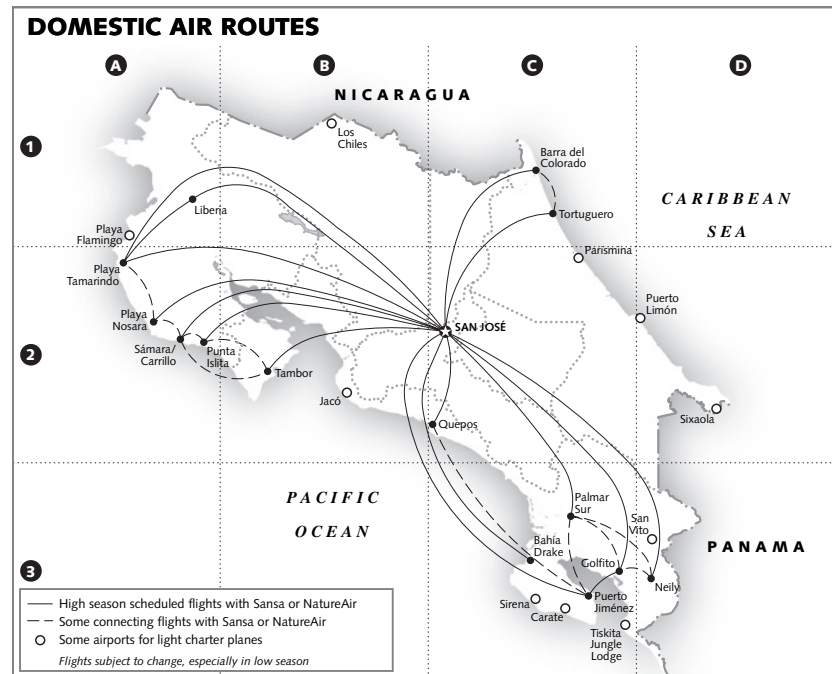 DOMESTIC AIR ROUTES
A
B
C
D
NICARAGUA
1
Los
Chiles
Barra del
Colorado
CARIBBEAN
SEA
Liberia
Tortuguero
Playa
Flamingo
Parismina
Playa
Tamarindo
Puerto
Limón
Playa
Nosara
SAN JOSÉ
2
Sámara/
Carrillo
Punta
Islita
Tambor
Jacó
Quepos
Sixaola
PACIFIC
OCEAN
Palmar
Sur
San
Vito
PANAMA
Bahía
Drake
Golfito
3
Neily
Sirena
Carate
Puerto
Jiménez
Tiskita
Jungle
Lodge
High season scheduled flights with Sansa or NatureAir
Some connecting flights with Sansa or NatureAir
Some airports for light charter planes
Flights subject to change, especially in low season